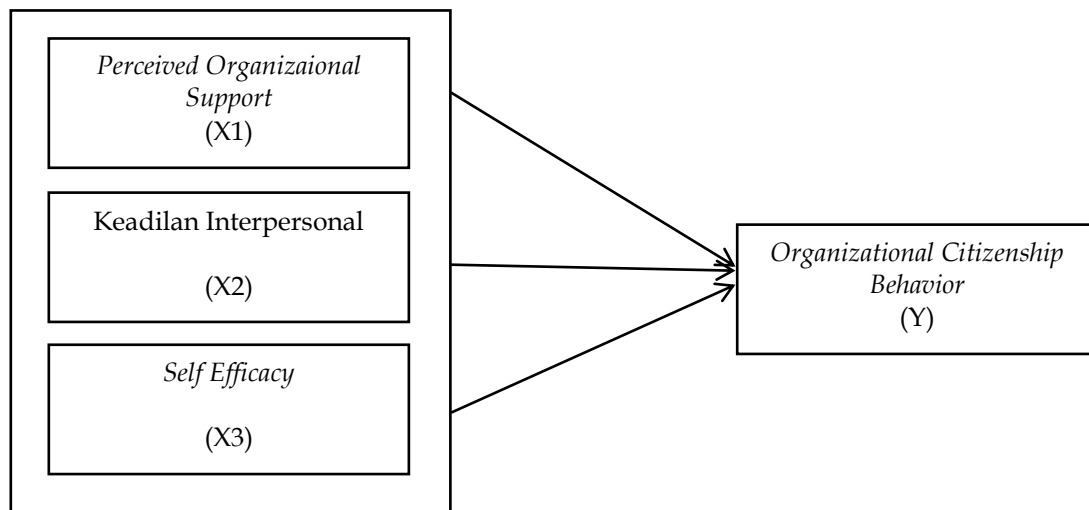 Perceived Organizaional
Support
(X1)
Keadilan Interpersonal
(X2)
Self Efficacy
(X3)
Organizational Citizenship
Behavior
(Y)